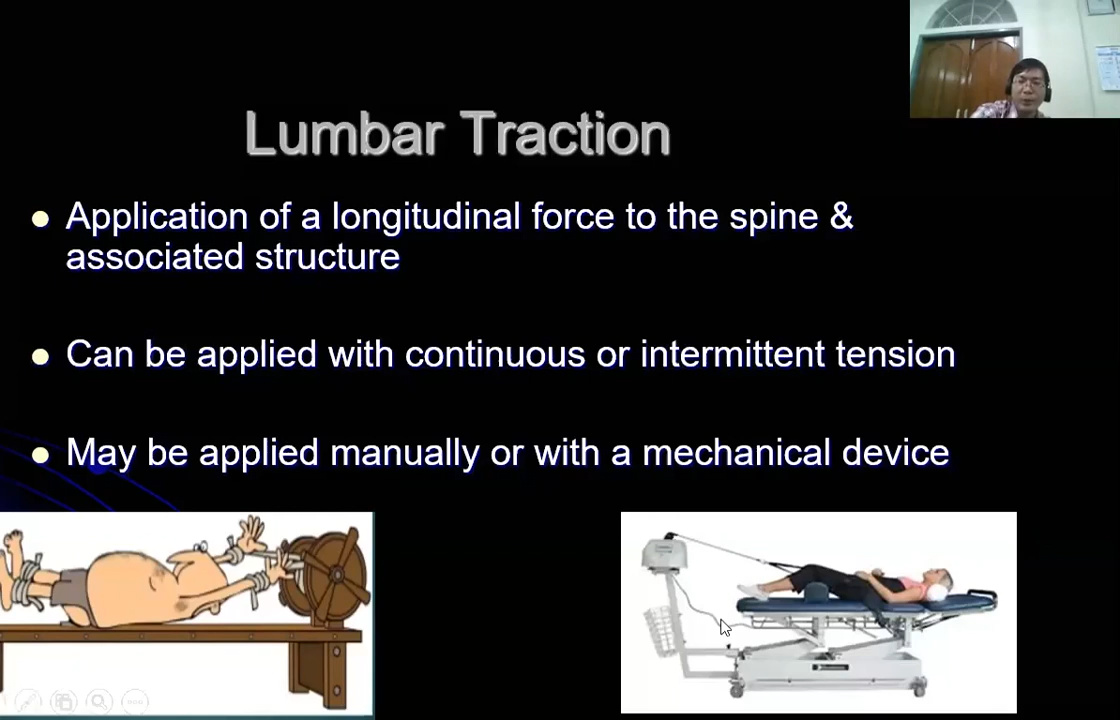 Lumbar Traction
Application of a longitudinal force to the spine &
associated structure
Can be applied with continuous or intermittent tension
May be applied manually or with a mechanical device